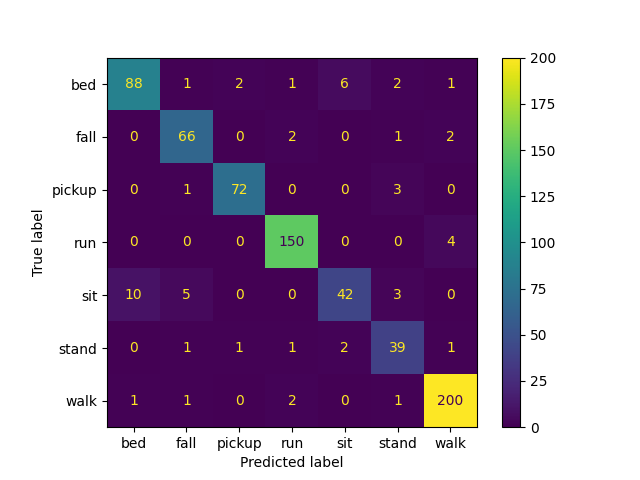 bed 88 1 2 1 6 2 1
fall 0 66 0 2 0 1 2
pickup 0 1 72 0 0 3 0
run 0 0 0 150 0 0 4
sit 10 5 0 0 42 3 0
stand 0 1 1 1 2 39 1
walk 1 1 0 2 0 1 200
bed fall pickup run sit stand walk
Predicted label
True label
200
175
150
125
100
75
50
25
0